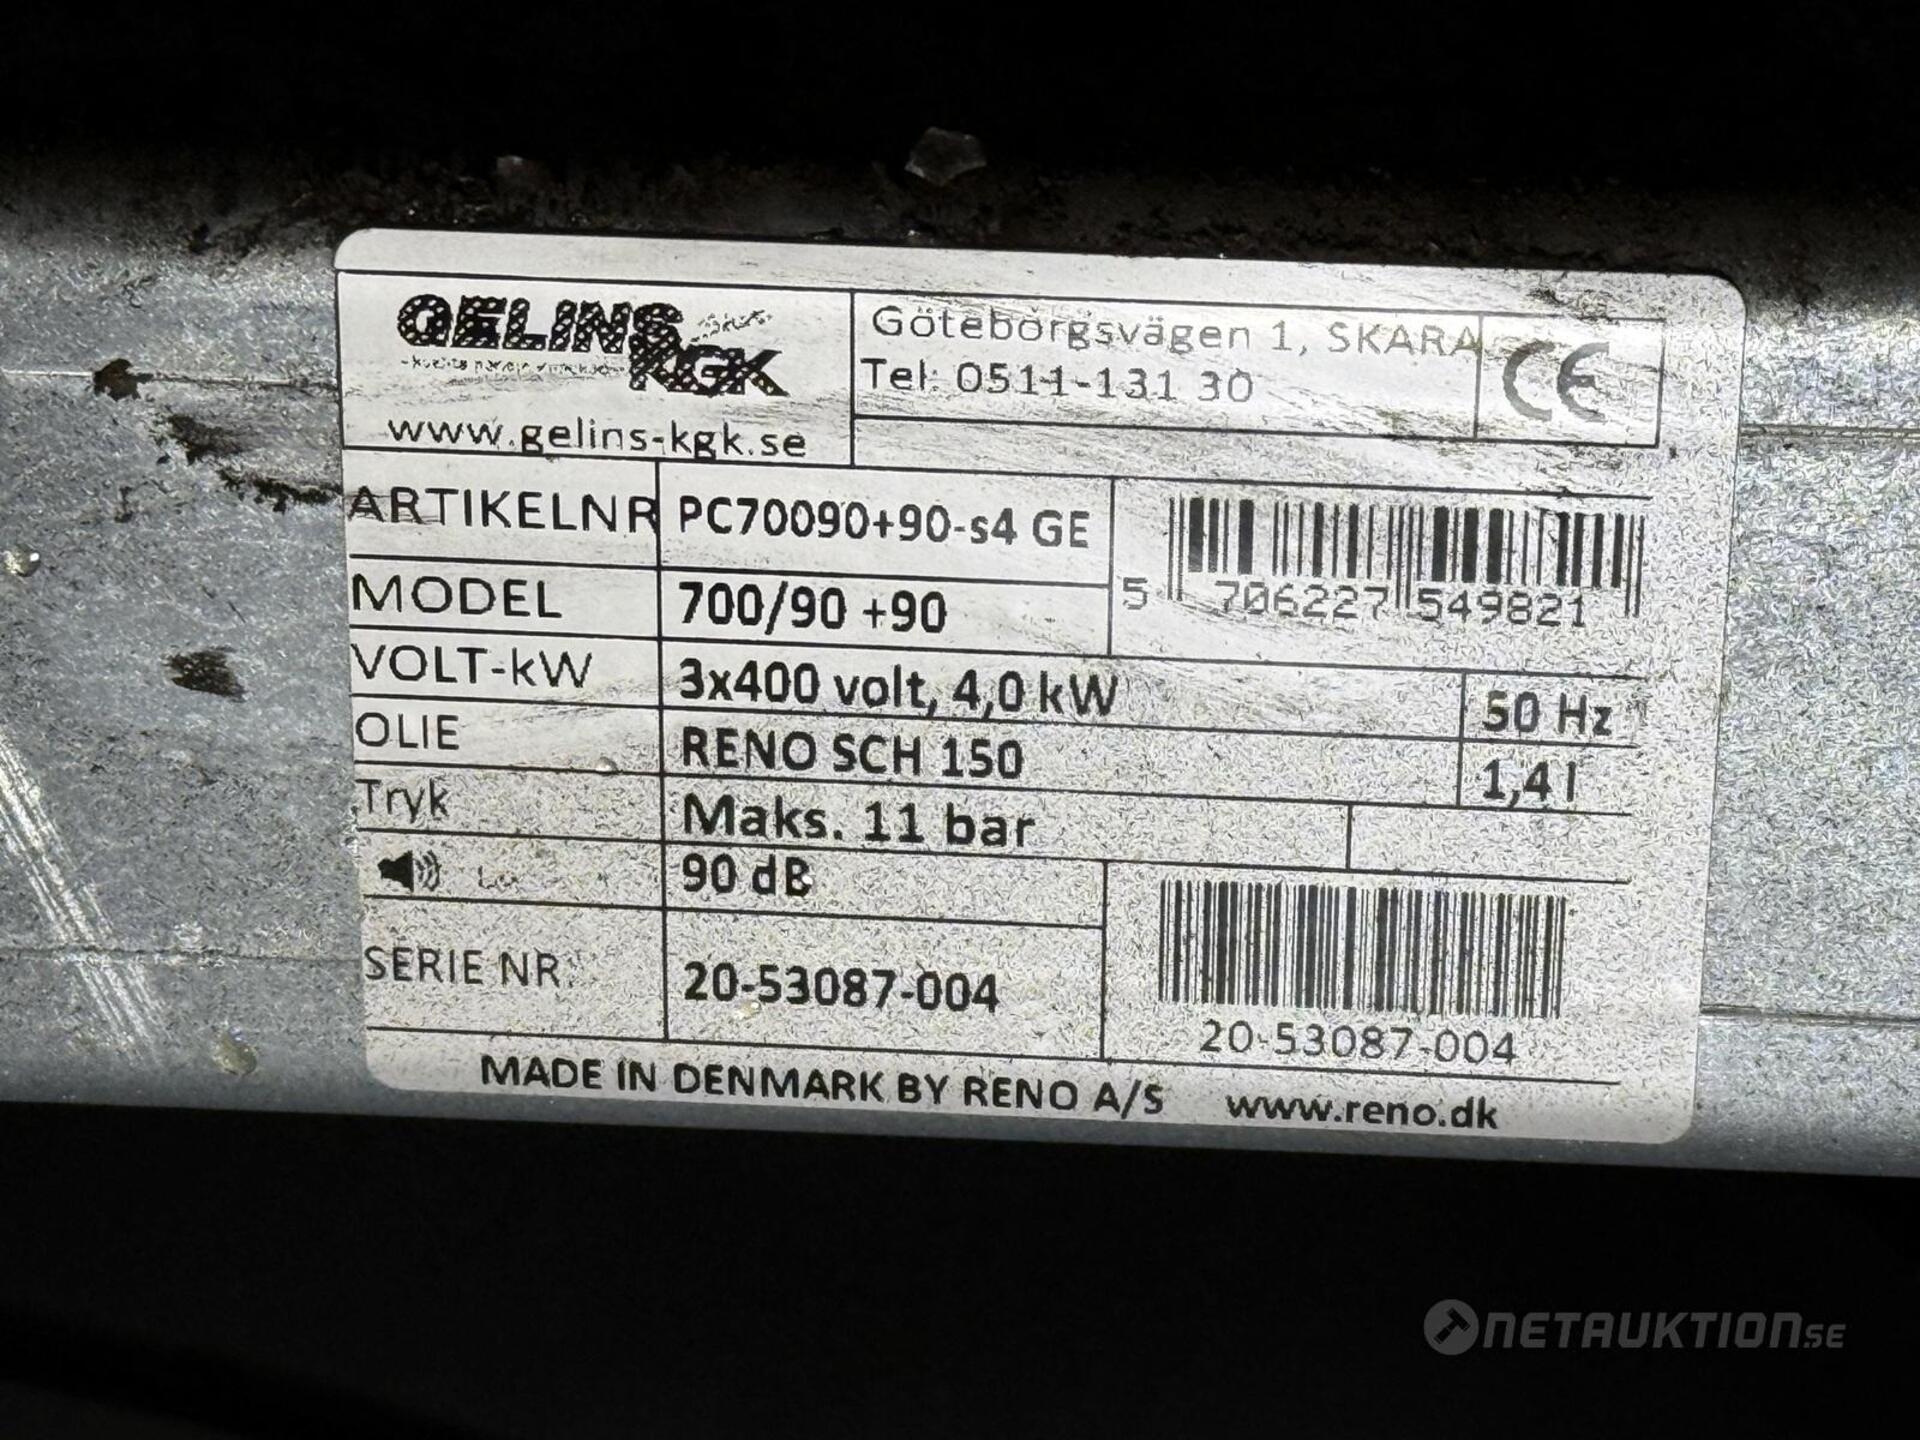 GELINS
KGK
www.gelins-kgk.se
Göteborgsvägen 1, SKARA
Tel: 0511-131 30
CE
ARTIKELNR PC70090+90-s4 GE
5 706227 549821
MODEL 700/90 +90
VOLT-kW 3x400 volt, 4,0 kW 50 Hz
OLIE RENO SCH 150 1,4 l
Tryk Maks. 11 bar
90 dB
SERIE NR. 20-53087-004
20-53087-004
MADE IN DENMARK BY RENO A/S www.reno.dk
NETAUKTION.SE